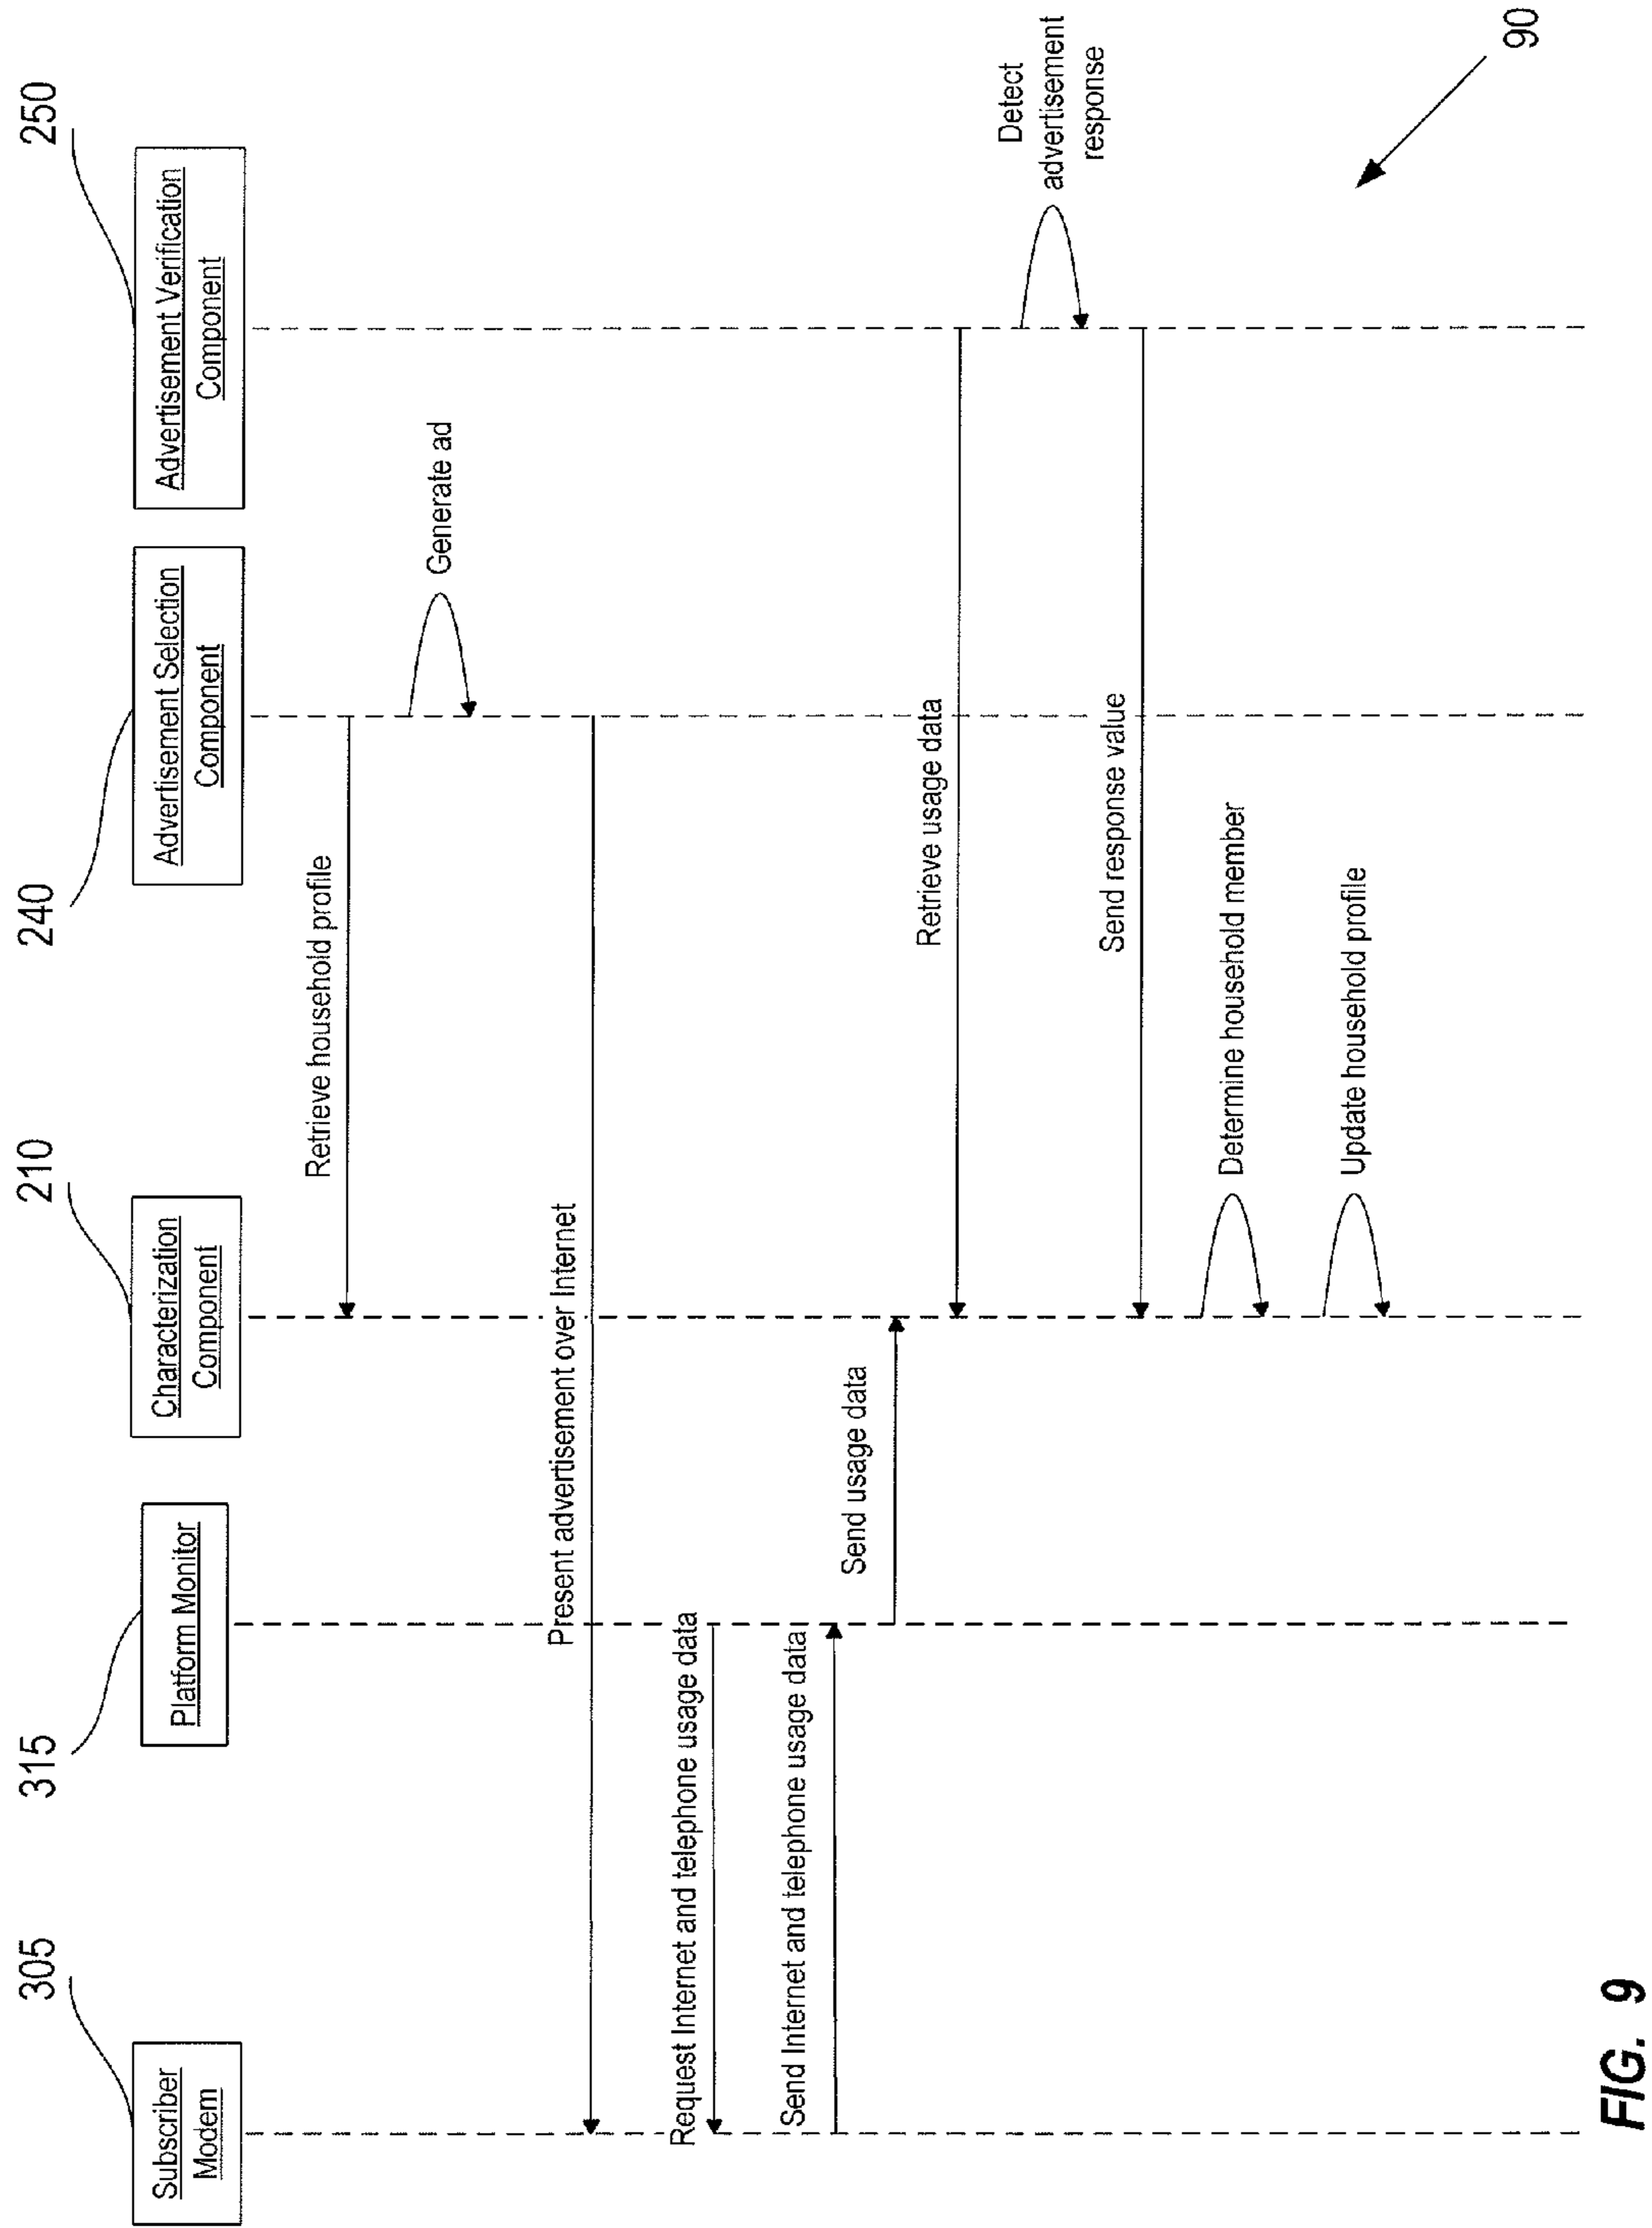 305
315
210
240
250
Subscriber
Modem
Platform Monitor
Characterization
Component
Advertisement Selection
Component
Advertisement Verification
Component
Retrieve household profile
Generate ad
Present advertisement over Internet
Request Internet and telephone usage data
Send Internet and telephone usage data
Send usage data
Retrieve usage data
Detect
advertisement
response
Send response value
Determine household member
Update household profile
90
FIG. 9